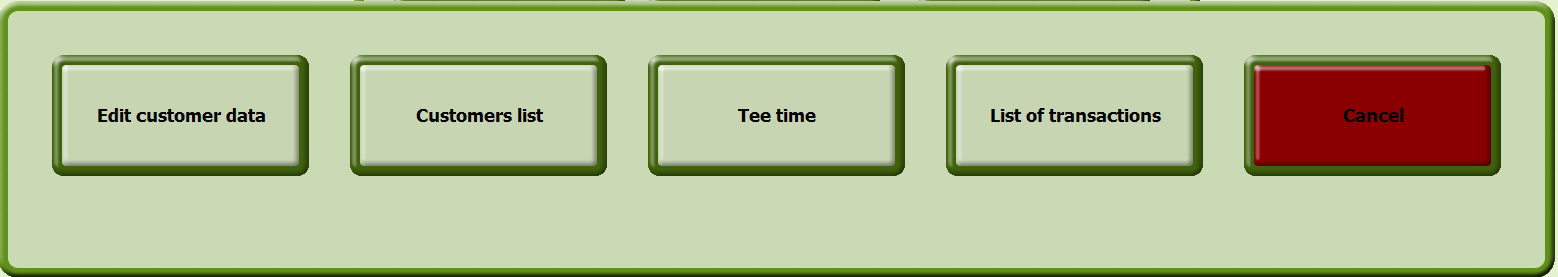 Edit customer data
Customers list
Tee time
List of transactions
Cancel